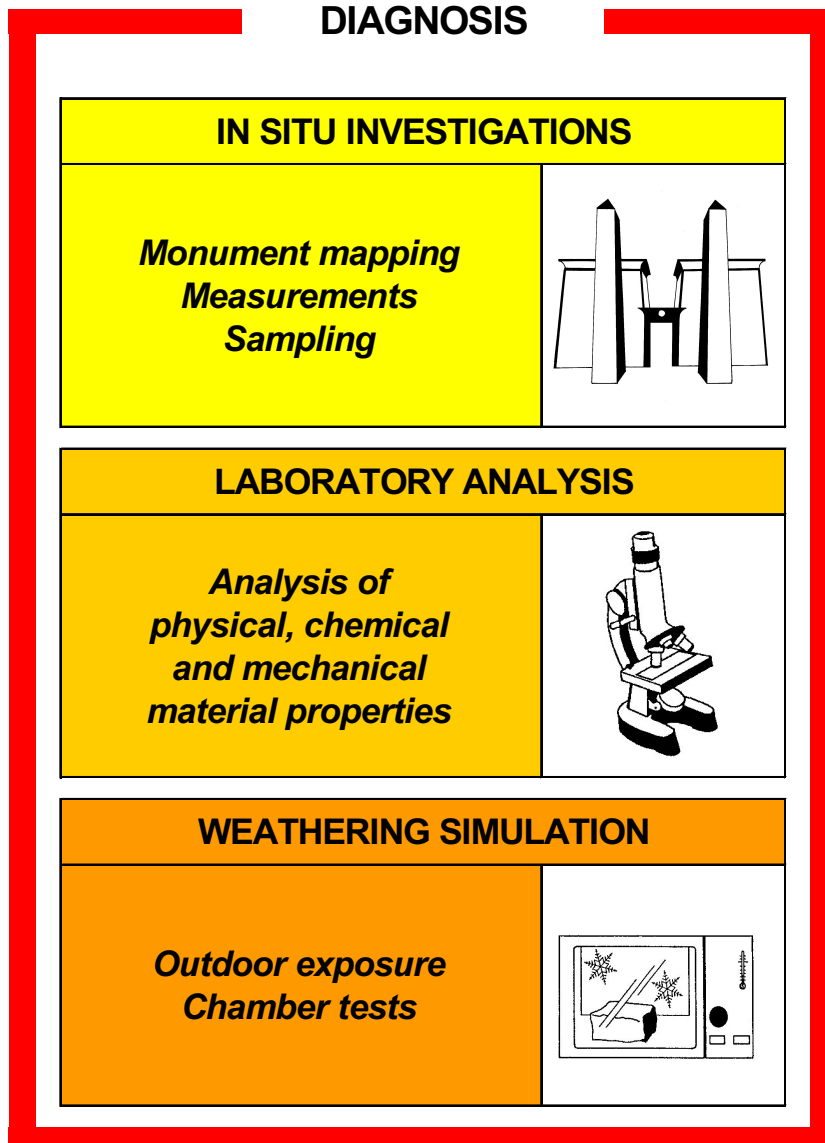 DIAGNOSIS
IN SITU INVESTIGATIONS
Monument mapping
Measurements
Sampling
LABORATORY ANALYSIS
Analysis of
physical, chemical
and mechanical
material properties
WEATHERING SIMULATION
Outdoor exposure
Chamber tests